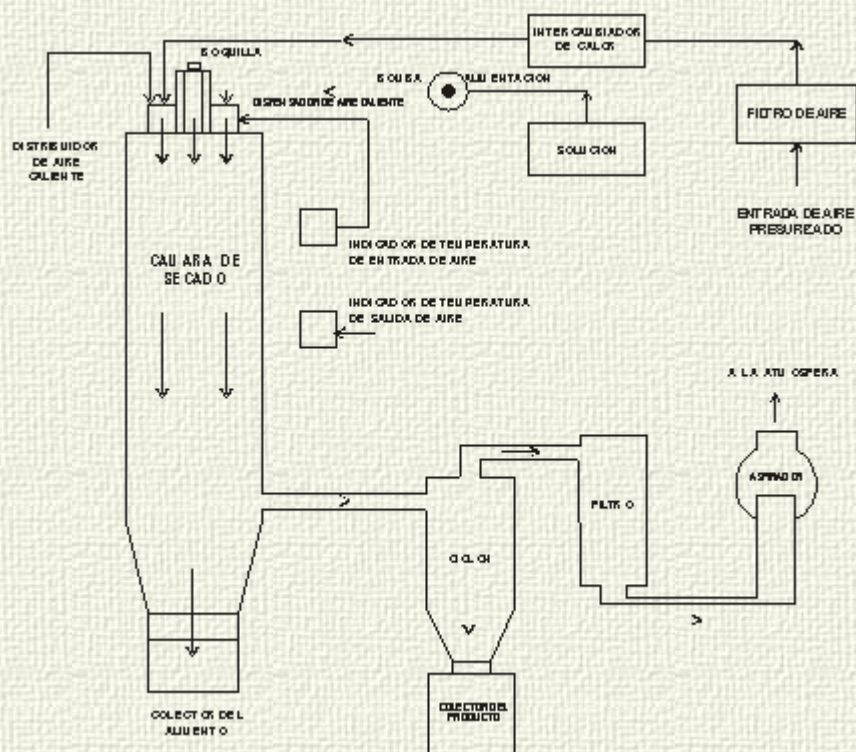 INTERCAMBIADOR
DE CALOR
BOQUILLA
BOMBA ALIMENTACION
DISPENSADOR DE AIRE CALIENTE
FILTRO DE AIRE
DISTRIBUIDOR
DE AIRE
CALIENTE
SOLUCION
ENTRADA DE AIRE
PRESUREADO
INDICADOR DE TEMPERATURA
DE ENTRADA DE AIRE
CAMARA DE
SECADO
INDICADOR DE TEMPERATURA
DE SALIDA DE AIRE
A LA ATMOSFERA
ASPIRADOR
FILTRO
CICLON
COLECTOR DEL
PRODUCTO
COLECTOR DEL
ALIMENTO